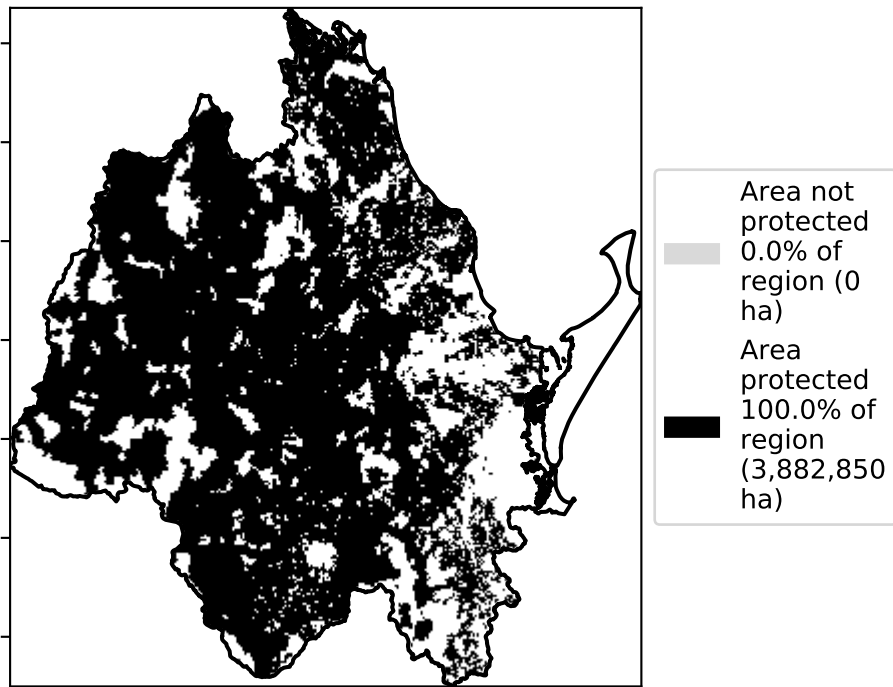 Area not
protected
0.0% of
region (0
ha)
Area
protected
100.0% of
region
(3,882,850
ha)